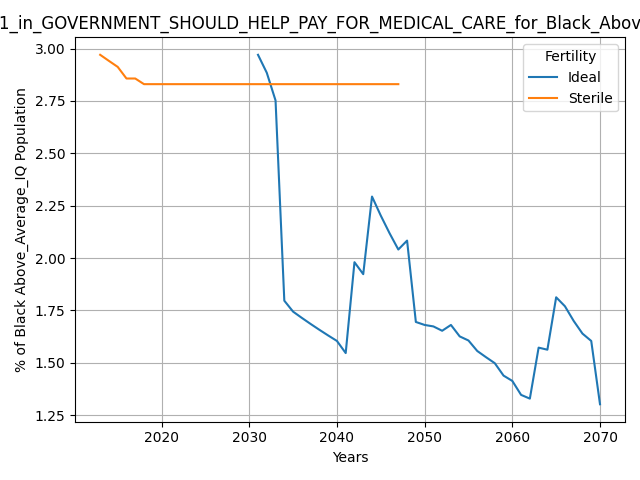 1_in_GOVERNMENT_SHOULD_HELP_PAY_FOR_MEDICAL_CARE_for_Black_Abov
3.00
2.75
2.50
2.25
2.00
1.75
1.50
1.25
% of Black Above_Average_IQ Population
Fertility
Ideal
Sterile
2020 2030 2040 2050 2060 2070
Years